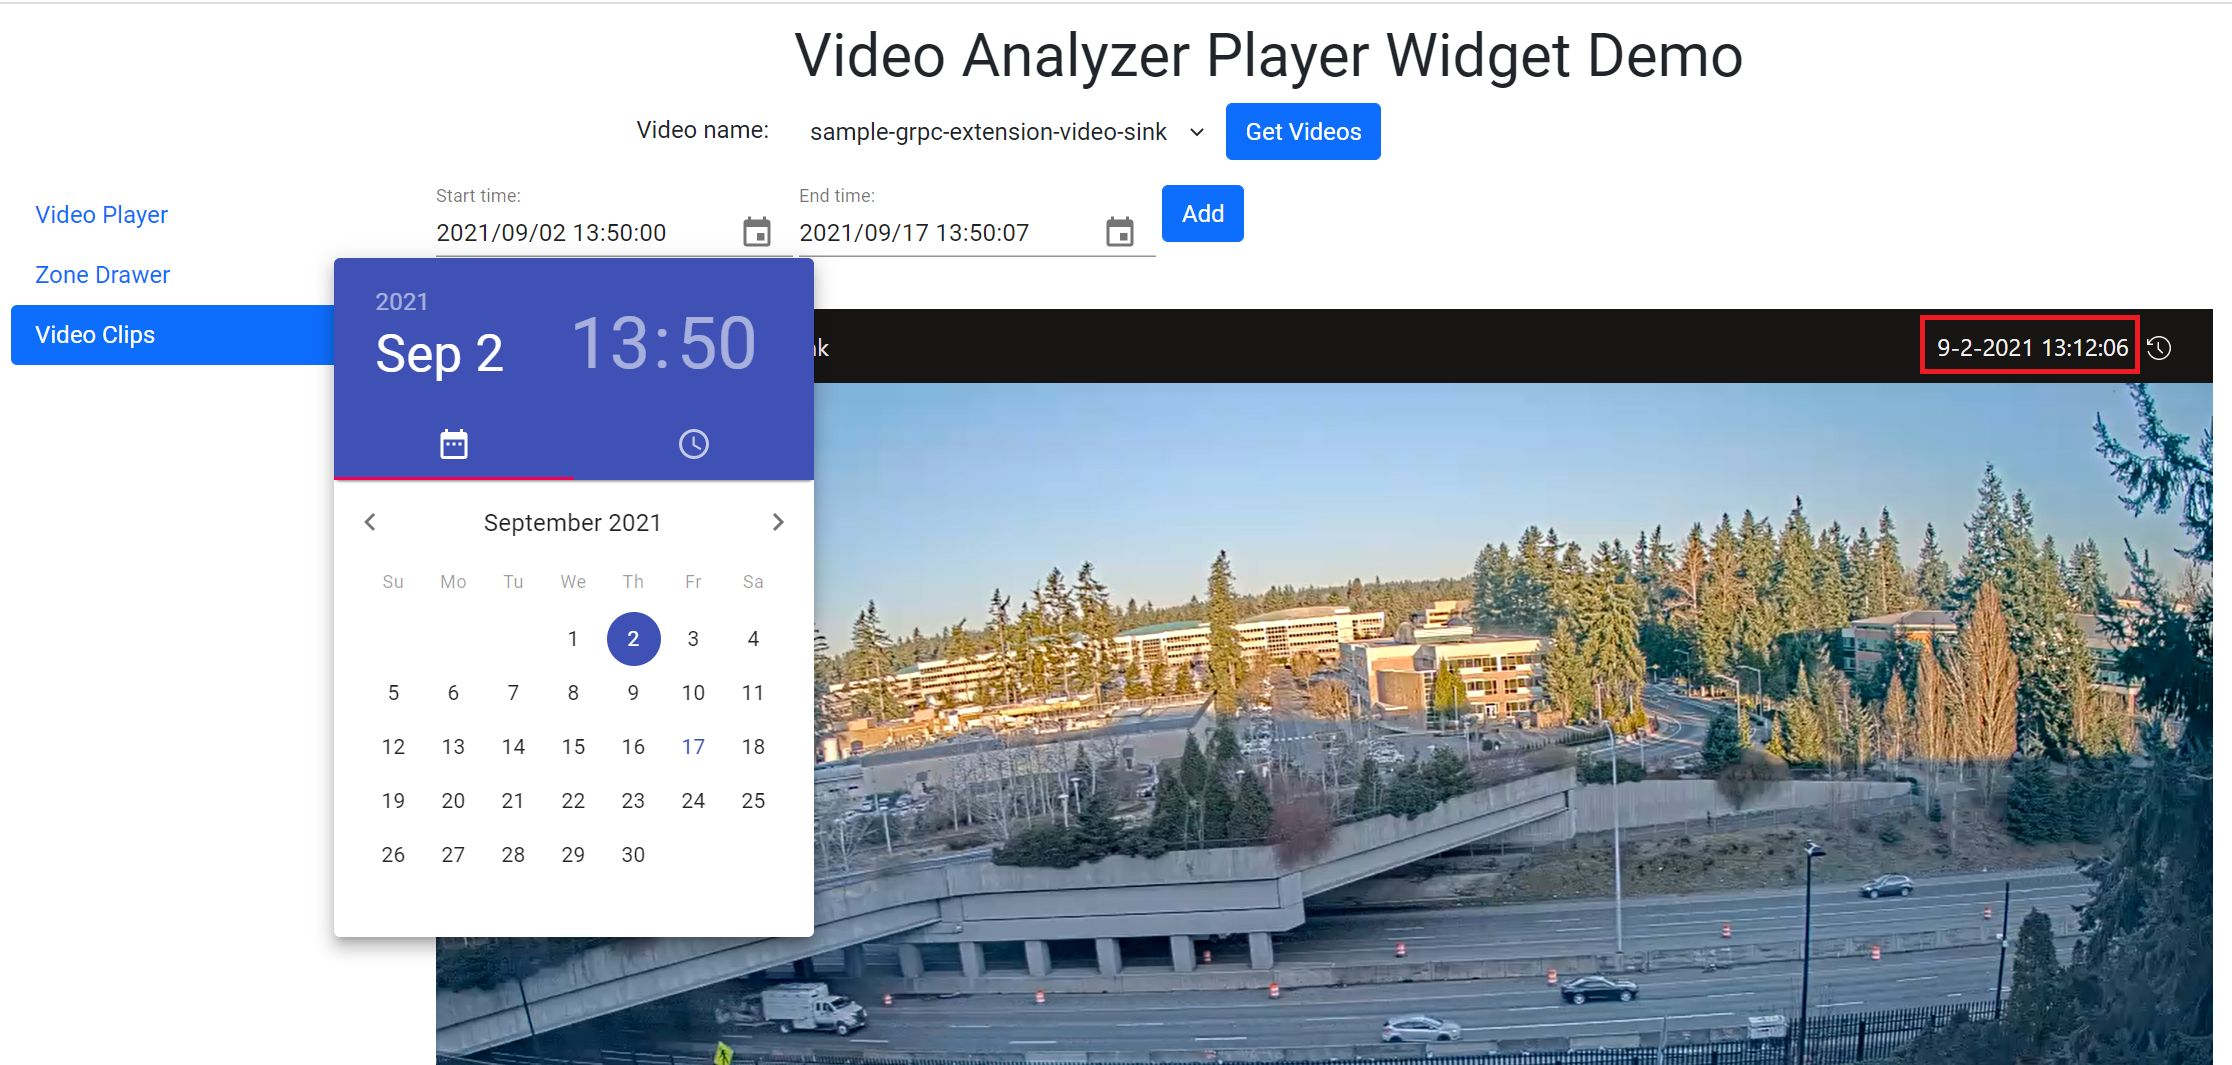 Video Analyzer Player Widget Demo
Video name: sample-grpc-extension-video-sink Get Videos
Start time: End time:
2021/09/02 13:50:00 2021/09/17 13:50:07 Add
Video Player
Zone Drawer
Video Clips
2021
Sep 2 13:50
nk 9-2-2021 13:12:06
September 2021
Su Mo Tu We Th Fr Sa
1 2 3 4
5 6 7 8 9 10 11
12 13 14 15 16 17 18
19 20 21 22 23 24 25
26 27 28 29 30